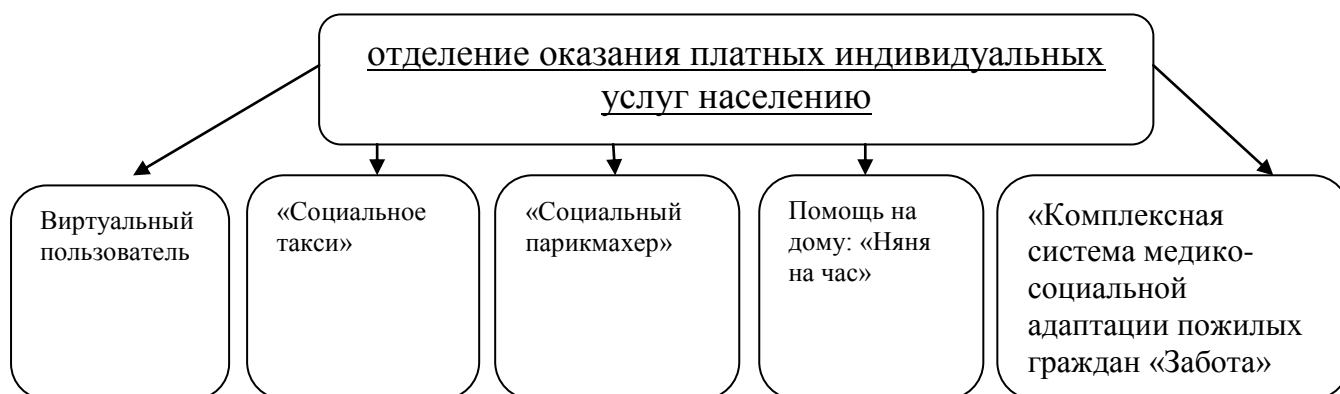 отделение оказания платных индивидуальных
услуг населению
Виртуальный
пользователь
«Социальное
такси»
«Социальный
парикмахер»
Помощь на
дому: «Няня
на час»
«Комплексная
система медико-
социальной
адаптации пожилых
граждан «Забота»